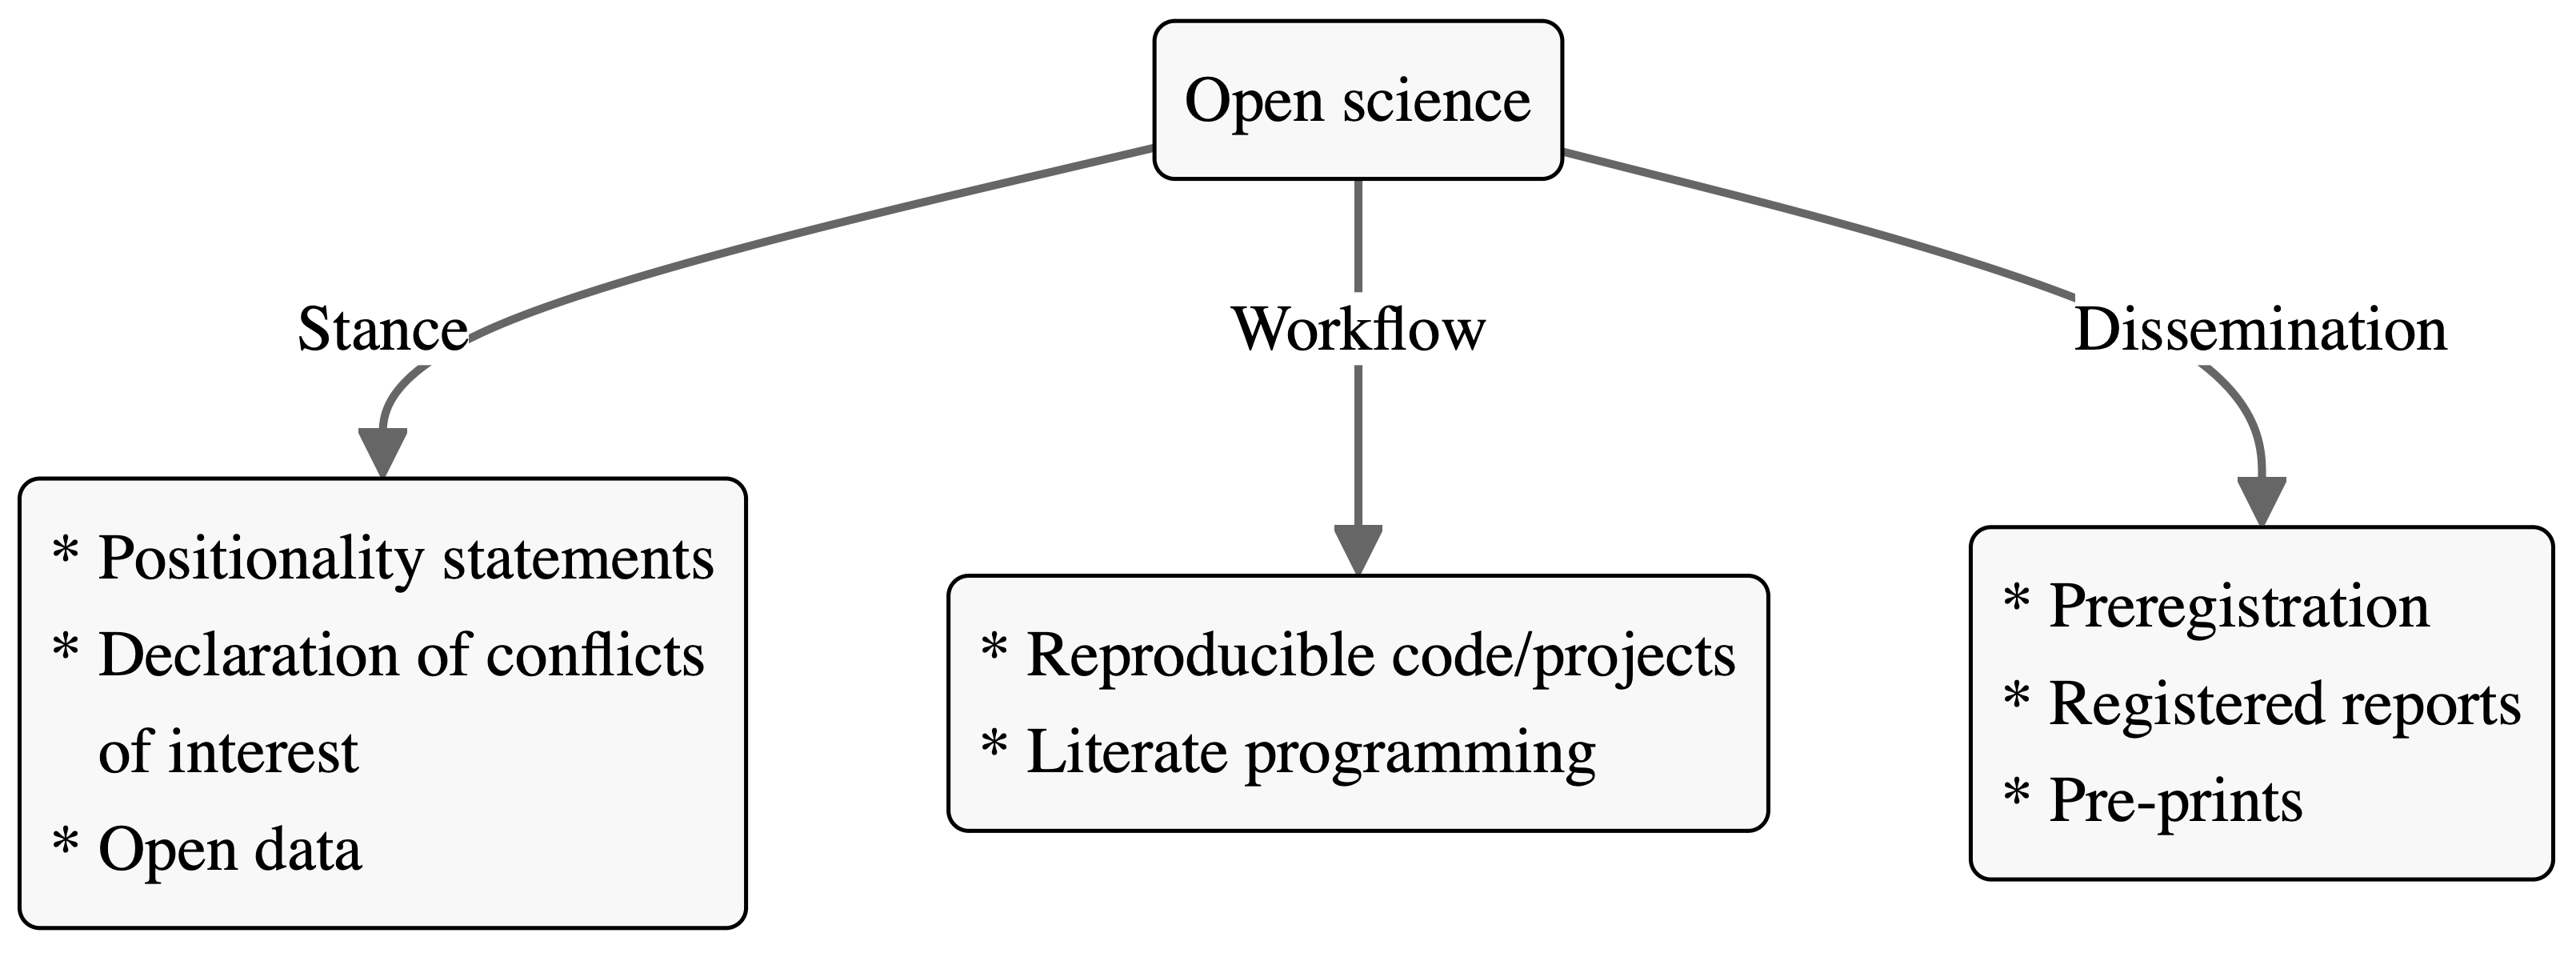 Open science
Stance
Workflow
Dissemination
* Positionality statements
* Declaration of conflicts
of interest
* Open data
* Reproducible code/projects
* Literate programming
* Preregistration
* Registered reports
* Pre-prints